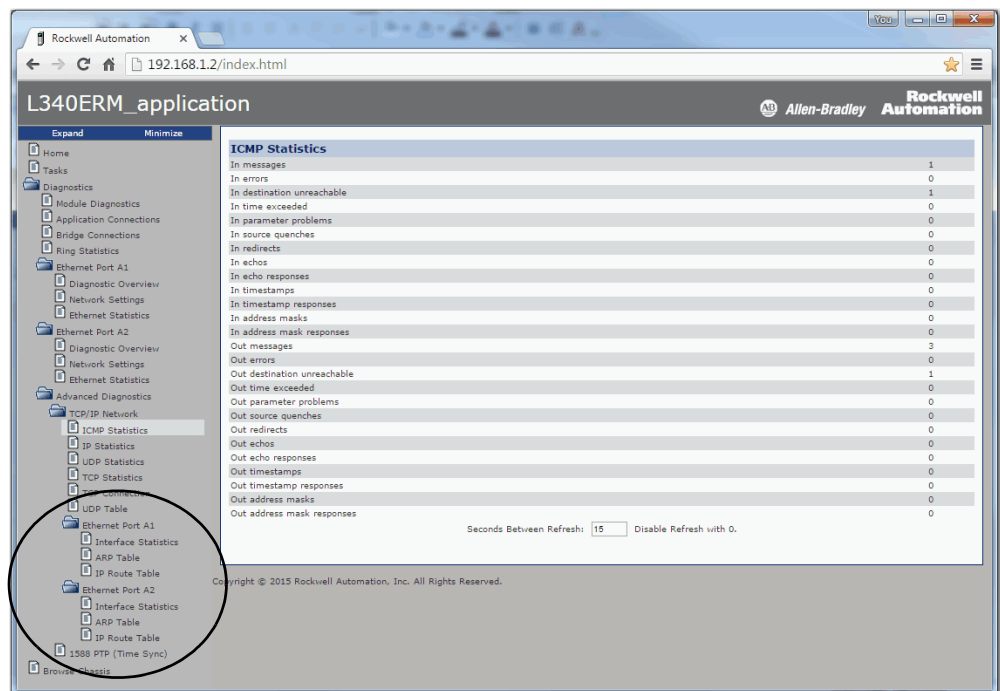 You
Rockwell Automation
192.168.1.2/index.html
L340ERM_application
AB Allen-Bradley
Rockwell Automation
Expand Minimize
Home
Tasks
Diagnostics
Module Diagnostics
Application Connections
Bridge Connections
Ring Statistics
Ethernet Port A1
Diagnostic Overview
Network Settings
Ethernet Statistics
Ethernet Port A2
Diagnostic Overview
Network Settings
Ethernet Statistics
Advanced Diagnostics
TCP/IP Network
ICMP Statistics
IP Statistics
UDP Statistics
TCP Statistics
TCP Connection
UDP Table
Ethernet Port A1
Interface Statistics
ARP Table
IP Route Table
Ethernet Port A2
Interface Statistics
ARP Table
IP Route Table
1588 PTP (Time Sync)
Browse Chassis
ICMP Statistics
In messages 1
In errors 0
In destination unreachable 1
In time exceeded 0
In parameter problems 0
In source quenches 0
In redirects 0
In echos 0
In echo responses 0
In timestamps 0
In timestamp responses 0
In address masks 0
In address mask responses 0
Out messages 3
Out errors 0
Out destination unreachable 1
Out time exceeded 0
Out parameter problems 0
Out source quenches 0
Out redirects 0
Out echos 0
Out echo responses 0
Out timestamps 0
Out timestamp responses 0
Out address masks 0
Out address mask responses 0
Seconds Between Refresh: 15 Disable Refresh with 0.
Copyright © 2015 Rockwell Automation, Inc. All Rights Reserved.